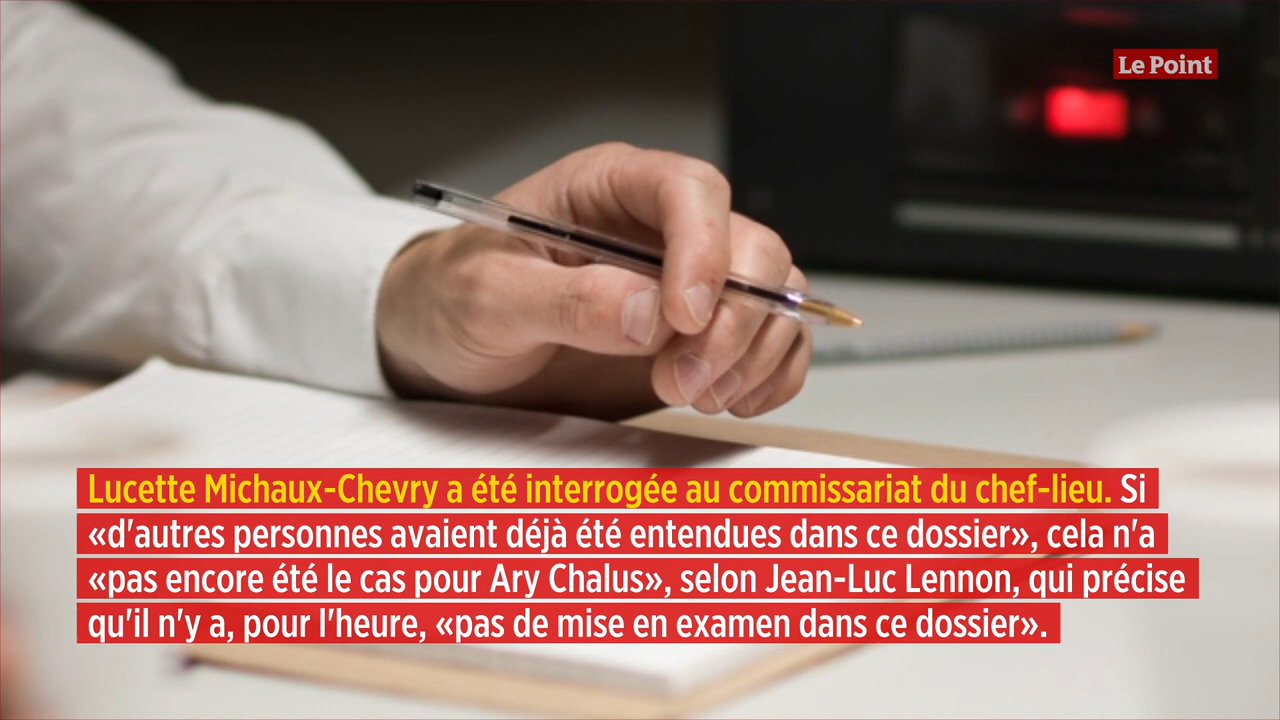 Le Point
Lucette Michaux-Chevry a été interrogée au commissariat du chef-lieu. Si
«d'autres personnes avaient déjà été entendues dans ce dossier», cela n'a
«pas encore été le cas pour Ary Chalus», selon Jean-Luc Lennon, qui précise
qu'il n'y a, pour l'heure, «pas de mise en examen dans ce dossier».